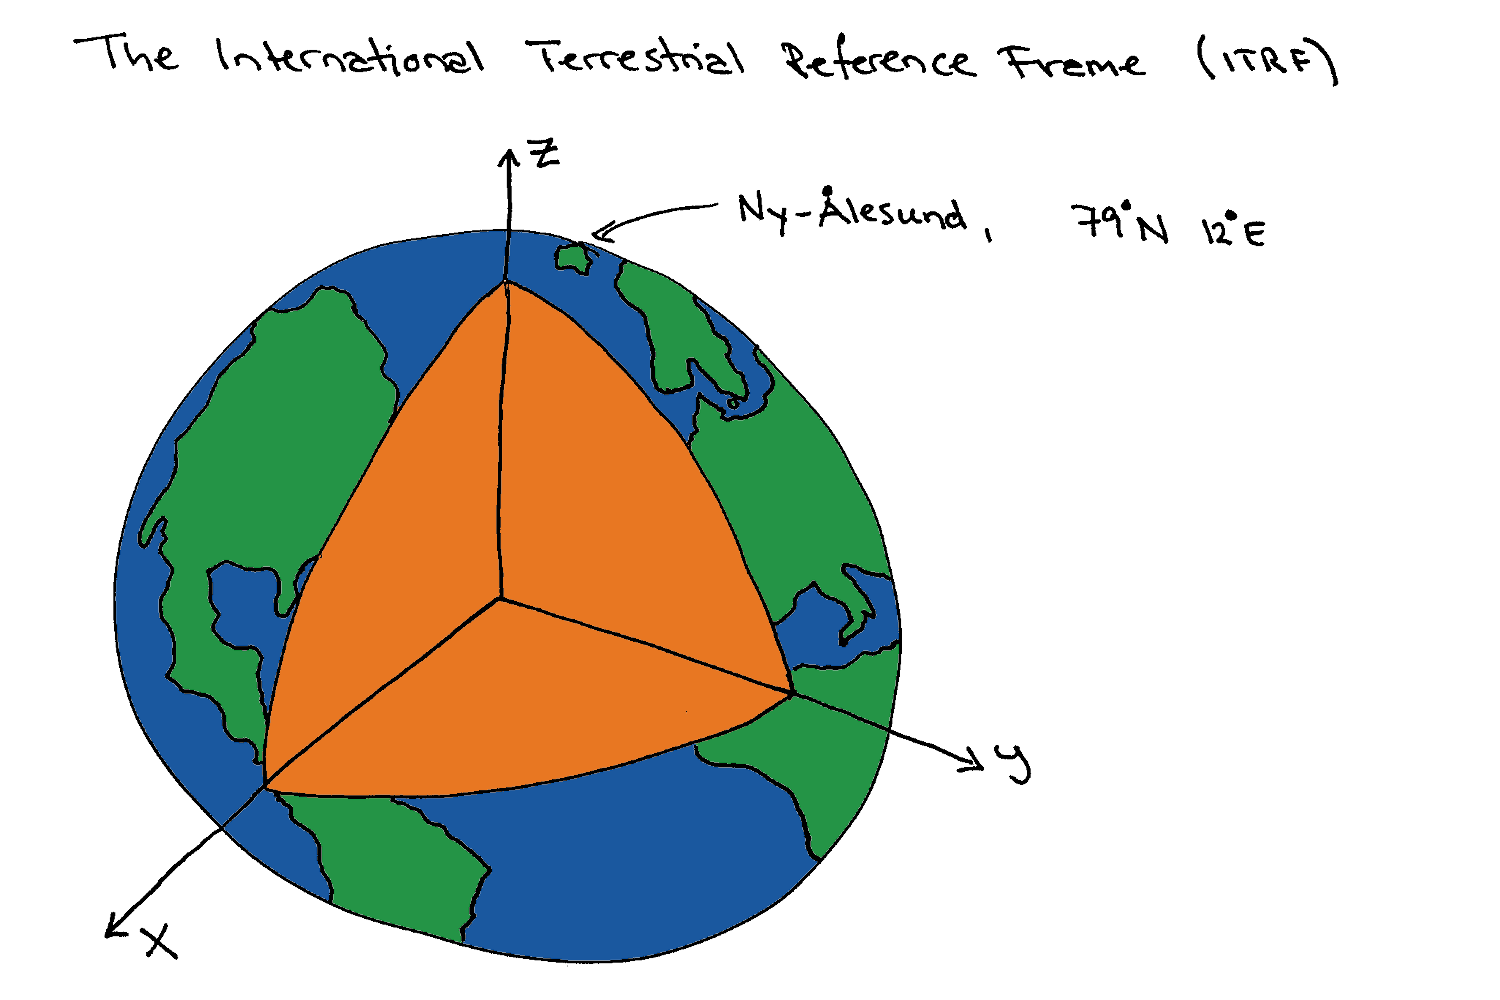 The International Terrestrial Reference Frame (ITRF)
Z
Ny-Ålesund, 79°N 12°E
y
X